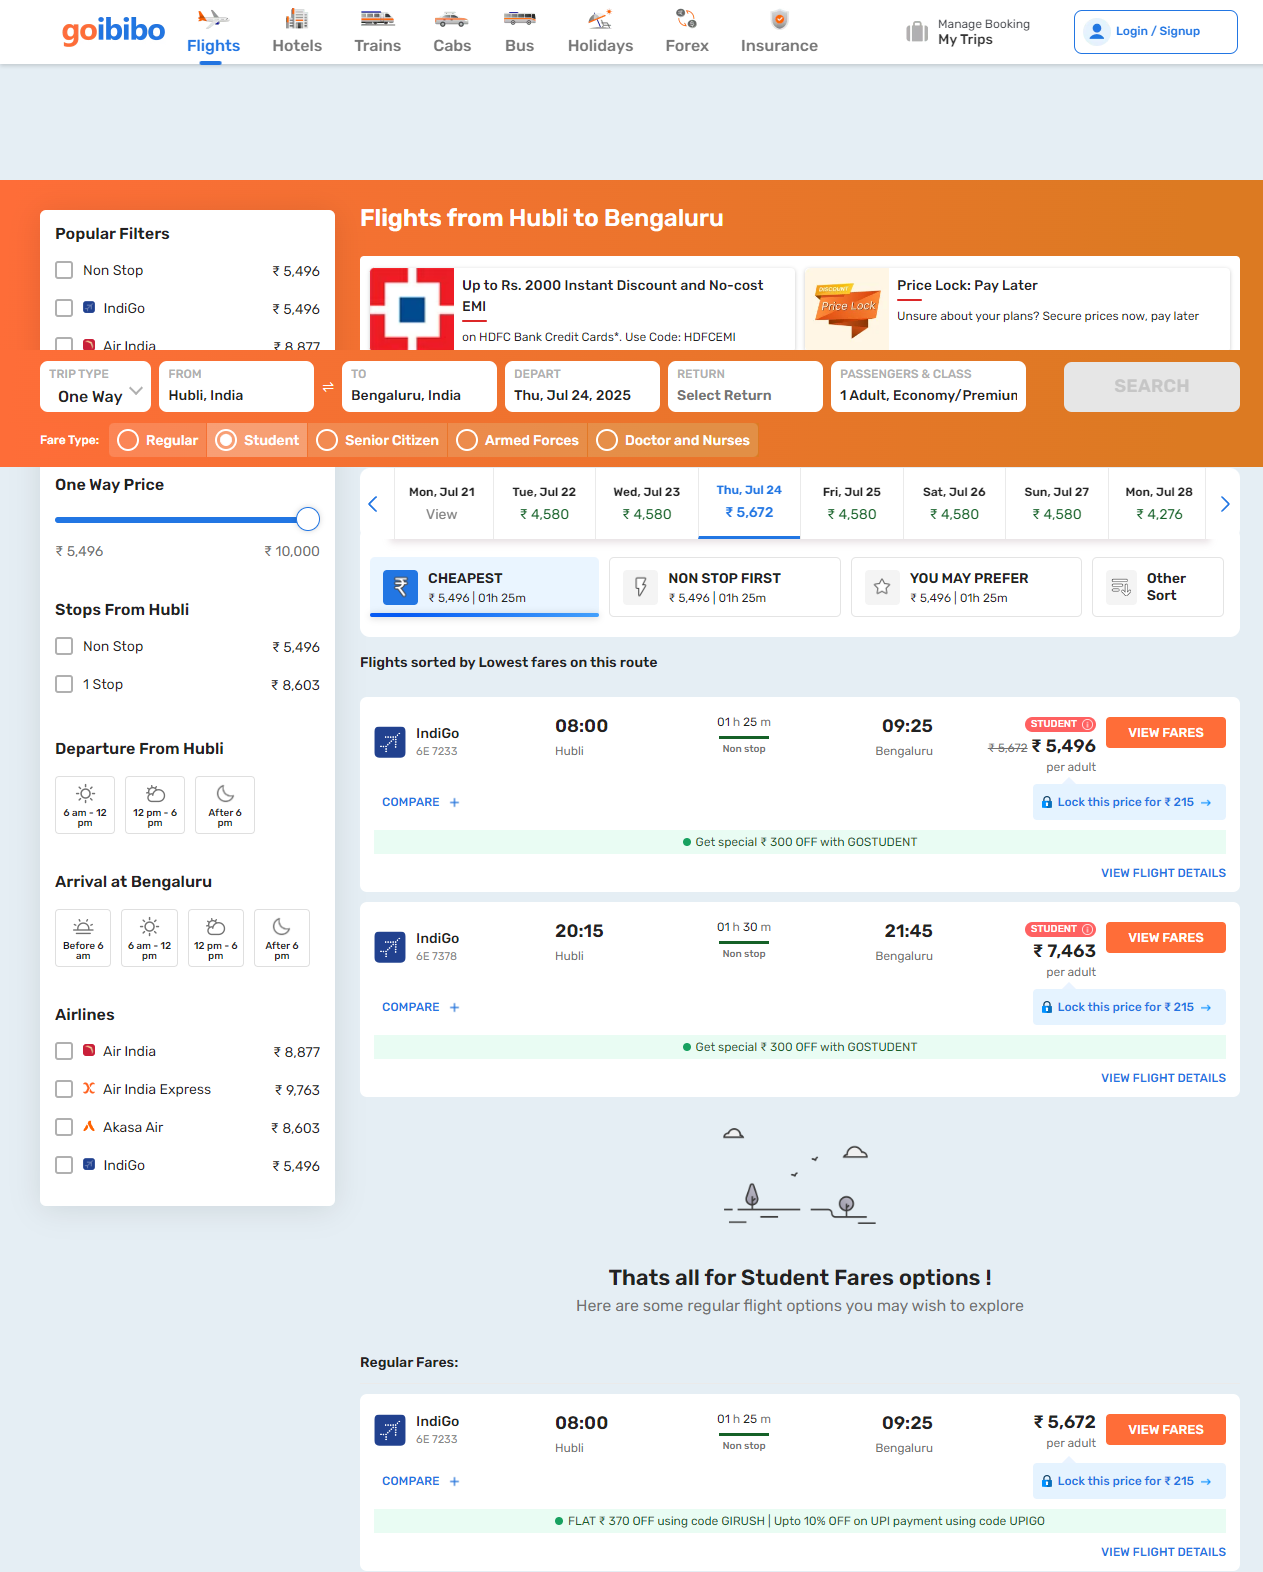 goibibo
Flights
Hotels
Trains
Cabs
Bus
Holidays
Forex
Insurance
Manage Booking
My Trips
Login / Signup
Flights from Hubli to Bengaluru
Popular Filters
Non Stop ₹ 5,496
IndiGo ₹ 5,496
Air India ₹ 8,877
Up to Rs. 2000 Instant Discount and No-cost
EMI
on HDFC Bank Credit Cards*. Use Code: HDFCEMI
DISCOUNT
Price Lock
Price Lock: Pay Later
Unsure about your plans? Secure prices now, pay later
TRIP TYPE
One Way
FROM
Hubli, India
TO
Bengaluru, India
DEPART
Thu, Jul 24, 2025
RETURN
Select Return
PASSENGERS & CLASS
1 Adult, Economy/Premiun
SEARCH
Fare Type:
Regular
Student
Senior Citizen
Armed Forces
Doctor and Nurses
One Way Price
₹ 5,496 ₹ 10,000
Stops From Hubli
Non Stop ₹ 5,496
1 Stop ₹ 8,603
Departure From Hubli
6 am - 12
pm
12 pm - 6
pm
After 6
pm
Arrival at Bengaluru
Before 6
am
6 am - 12
pm
12 pm - 6
pm
After 6
pm
Airlines
Air India ₹ 8,877
Air India Express ₹ 9,763
Akasa Air ₹ 8,603
IndiGo ₹ 5,496
Mon, Jul 21
View
Tue, Jul 22
₹ 4,580
Wed, Jul 23
₹ 4,580
Thu, Jul 24
₹ 5,672
Fri, Jul 25
₹ 4,580
Sat, Jul 26
₹ 4,580
Sun, Jul 27
₹ 4,580
Mon, Jul 28
₹ 4,276
CHEAPEST
₹ 5,496 | 01h 25m
NON STOP FIRST
₹ 5,496 | 01h 25m
YOU MAY PREFER
₹ 5,496 | 01h 25m
Other
Sort
Flights sorted by Lowest fares on this route
IndiGo
6E 7233
08:00
Hubli
01 h 25 m
Non stop
09:25
Bengaluru
STUDENT
₹ 5,672 ₹ 5,496
per adult
VIEW FARES
COMPARE +
Lock this price for ₹ 215 →
Get special ₹ 300 OFF with GOSTUDENT
VIEW FLIGHT DETAILS
IndiGo
6E 7378
20:15
Hubli
01 h 30 m
Non stop
21:45
Bengaluru
STUDENT
₹ 7,463
per adult
VIEW FARES
COMPARE +
Lock this price for ₹ 215 →
Get special ₹ 300 OFF with GOSTUDENT
VIEW FLIGHT DETAILS
Thats all for Student Fares options !
Here are some regular flight options you may wish to explore
Regular Fares:
IndiGo
6E 7233
08:00
Hubli
01 h 25 m
Non stop
09:25
Bengaluru
₹ 5,672
per adult
VIEW FARES
COMPARE +
Lock this price for ₹ 215 →
FLAT ₹ 370 OFF using code GIRUSH | Upto 10% OFF on UPI payment using code UPIGO
VIEW FLIGHT DETAILS